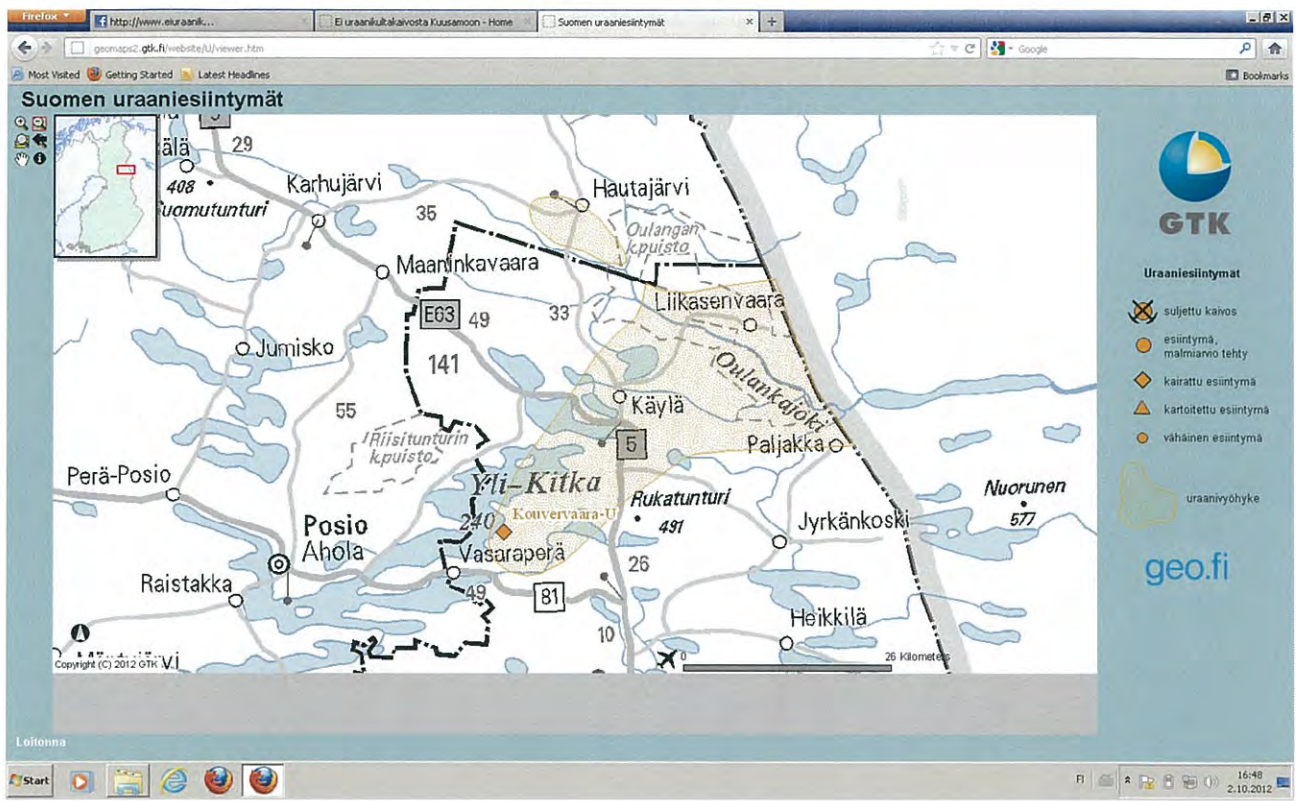 Firefox
http://www.eiuraanik...
Ei uraanikultakaivosta Kuusamoon - Home
Suomen uraaniesiintymät
geomaps2.gtk.fi/website/U/viewer.htm
Google
Most Visited
Getting Started
Latest Headlines
Bookmarks
Suomen uraaniesiintymät
älä
29
408
uomutunturi
Karhujärvi
35
Hautajärvi
Oulangan
k.puisto
Maaninkavaara
E63
49
33
Liikasenvaara
Jumisko
141
Oulankajoki
55
Käylä
Riisitunturin
k.puisto
5
Paljakka
Perä-Posio
Yli-Kitka
240
Kouvervaara-U
Rukatunturi
491
Nuorunen
577
Jyrkänkoski
Posio
Ahola
Vasaraperä
26
Raistakka
49
81
10
Heikkilä
Copyright (C) 2012 GTK
0
26 Kilometers
GTK
Uraaniesiintymat
suljettu kaivos
esiintymä,
malmiarvio tehty
kairattu esiintymä
kartoitettu esiintymä
vähäinen esiintymä
uraanivyöhyke
geo.fi
Loitonna
Start
FI
16:48
2.10.2012